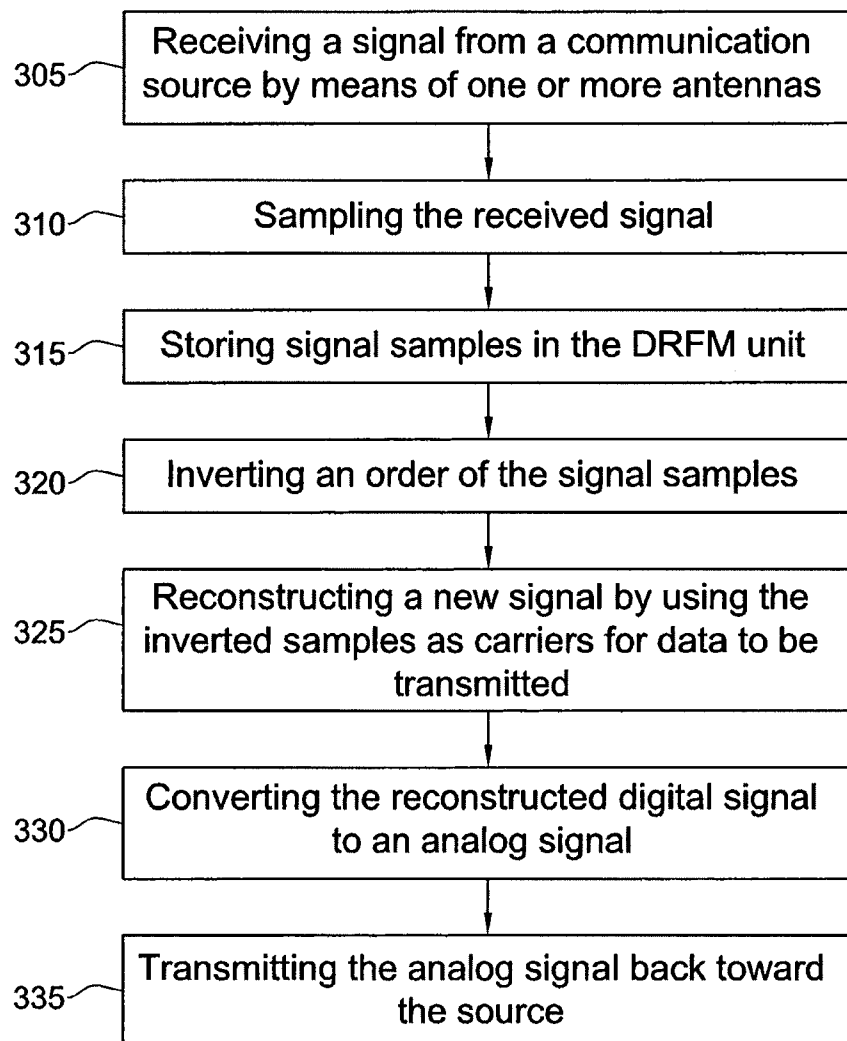 305
Receiving a signal from a communication
source by means of one or more antennas
310
Sampling the received signal
315
Storing signal samples in the DRFM unit
320
Inverting an order of the signal samples
325
Reconstructing a new signal by using the
inverted samples as carriers for data to be
transmitted
330
Converting the reconstructed digital signal
to an analog signal
335
Transmitting the analog signal back toward
the source